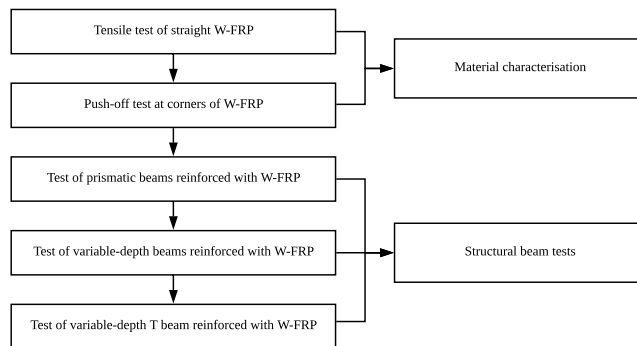 Tensile test of straight W-FRP
Material characterisation
Push-off test at corners of W-FRP
Test of prismatic beams reinforced with W-FRP
Test of variable-depth beams reinforced with W-FRP
Structural beam tests
Test of variable-depth T beam reinforced with W-FRP